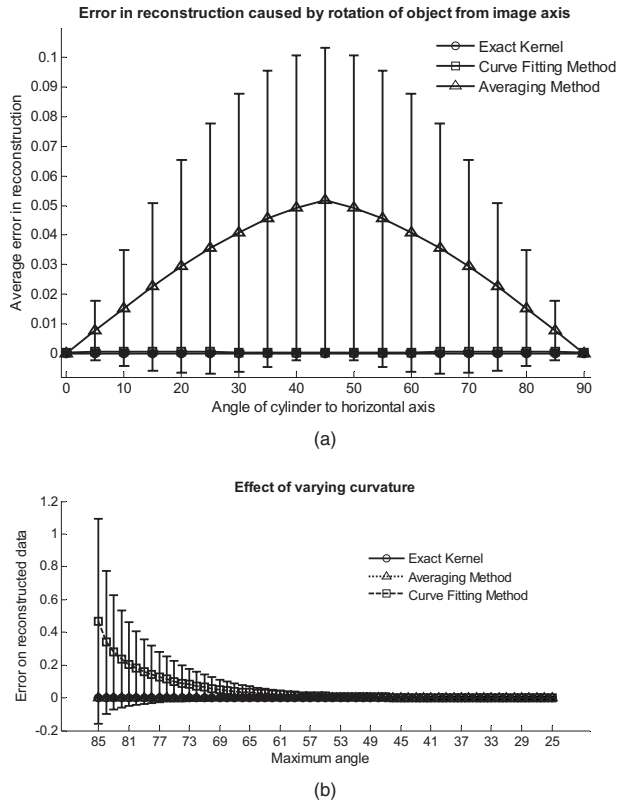 Error in reconstruction caused by rotation of object from image axis
Exact Kernel
Curve Fitting Method
Averaging Method
Average error in recconstruction
0.1
0.09
0.08
0.07
0.06
0.05
0.04
0.03
0.02
0.01
0
0 10 20 30 40 50 60 70 80 90
Angle of cylinder to horizontal axis
(a)
Effect of varying curvature
Exact Kernel
Averaging Method
Curve Fitting Method
Error on reconstructed data
1.2
1
0.8
0.6
0.4
0.2
0
-0.2
85 81 77 73 69 65 61 57 53 49 45 41 37 33 29 25
Maximum angle
(b)